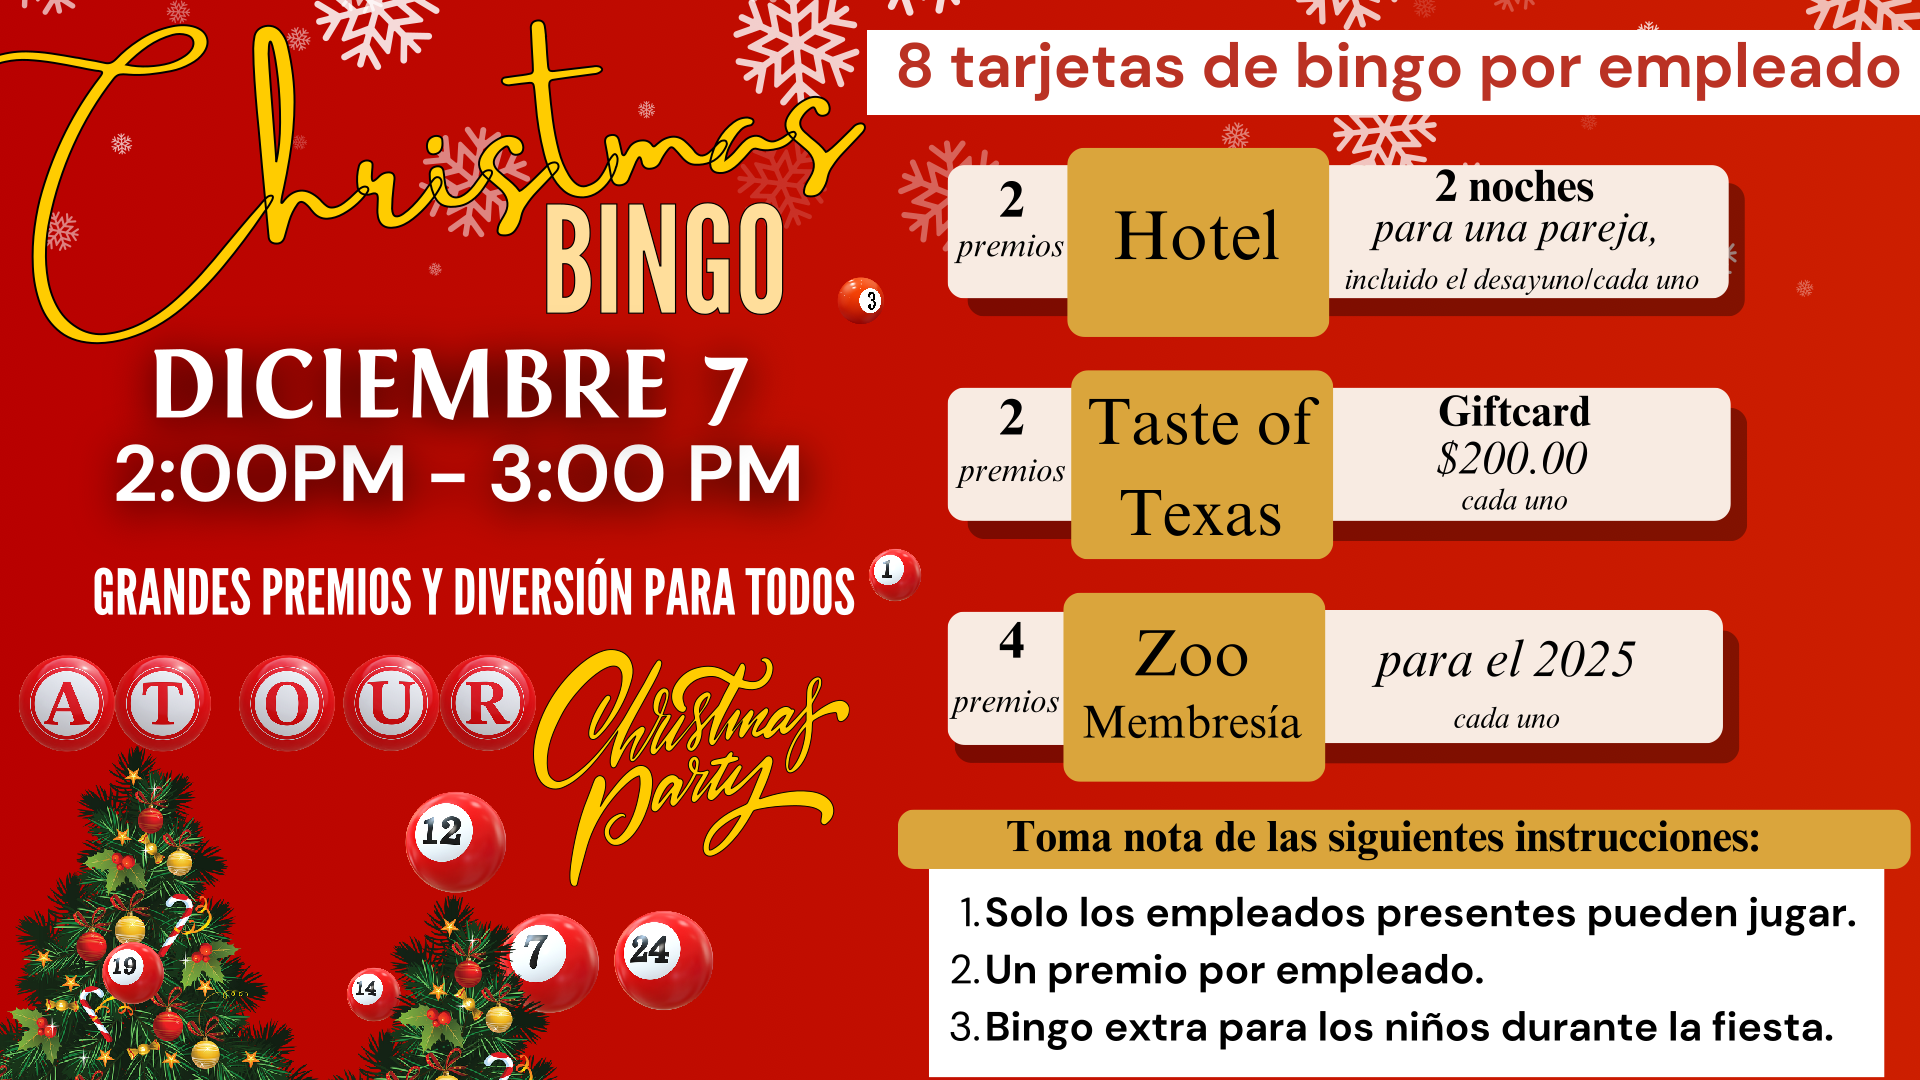 Christmas
BINGO
3
DICIEMBRE 7
2:00PM – 3:00 PM
GRANDES PREMIOS Y DIVERSIÓN PARA TODOS
1
AT OUR
Christmas
Party
12
7
24
19
14
8 tarjetas de bingo por empleado
2
premios
Hotel
2 noches
para una pareja,
incluido el desayuno/cada uno
2
premios
Taste of
Texas
Giftcard
$200.00
cada uno
4
premios
Zoo
Membresía
para el 2025
cada uno
Toma nota de las siguientes instrucciones:
1. Solo los empleados presentes pueden jugar.
2. Un premio por empleado.
3. Bingo extra para los niños durante la fiesta.